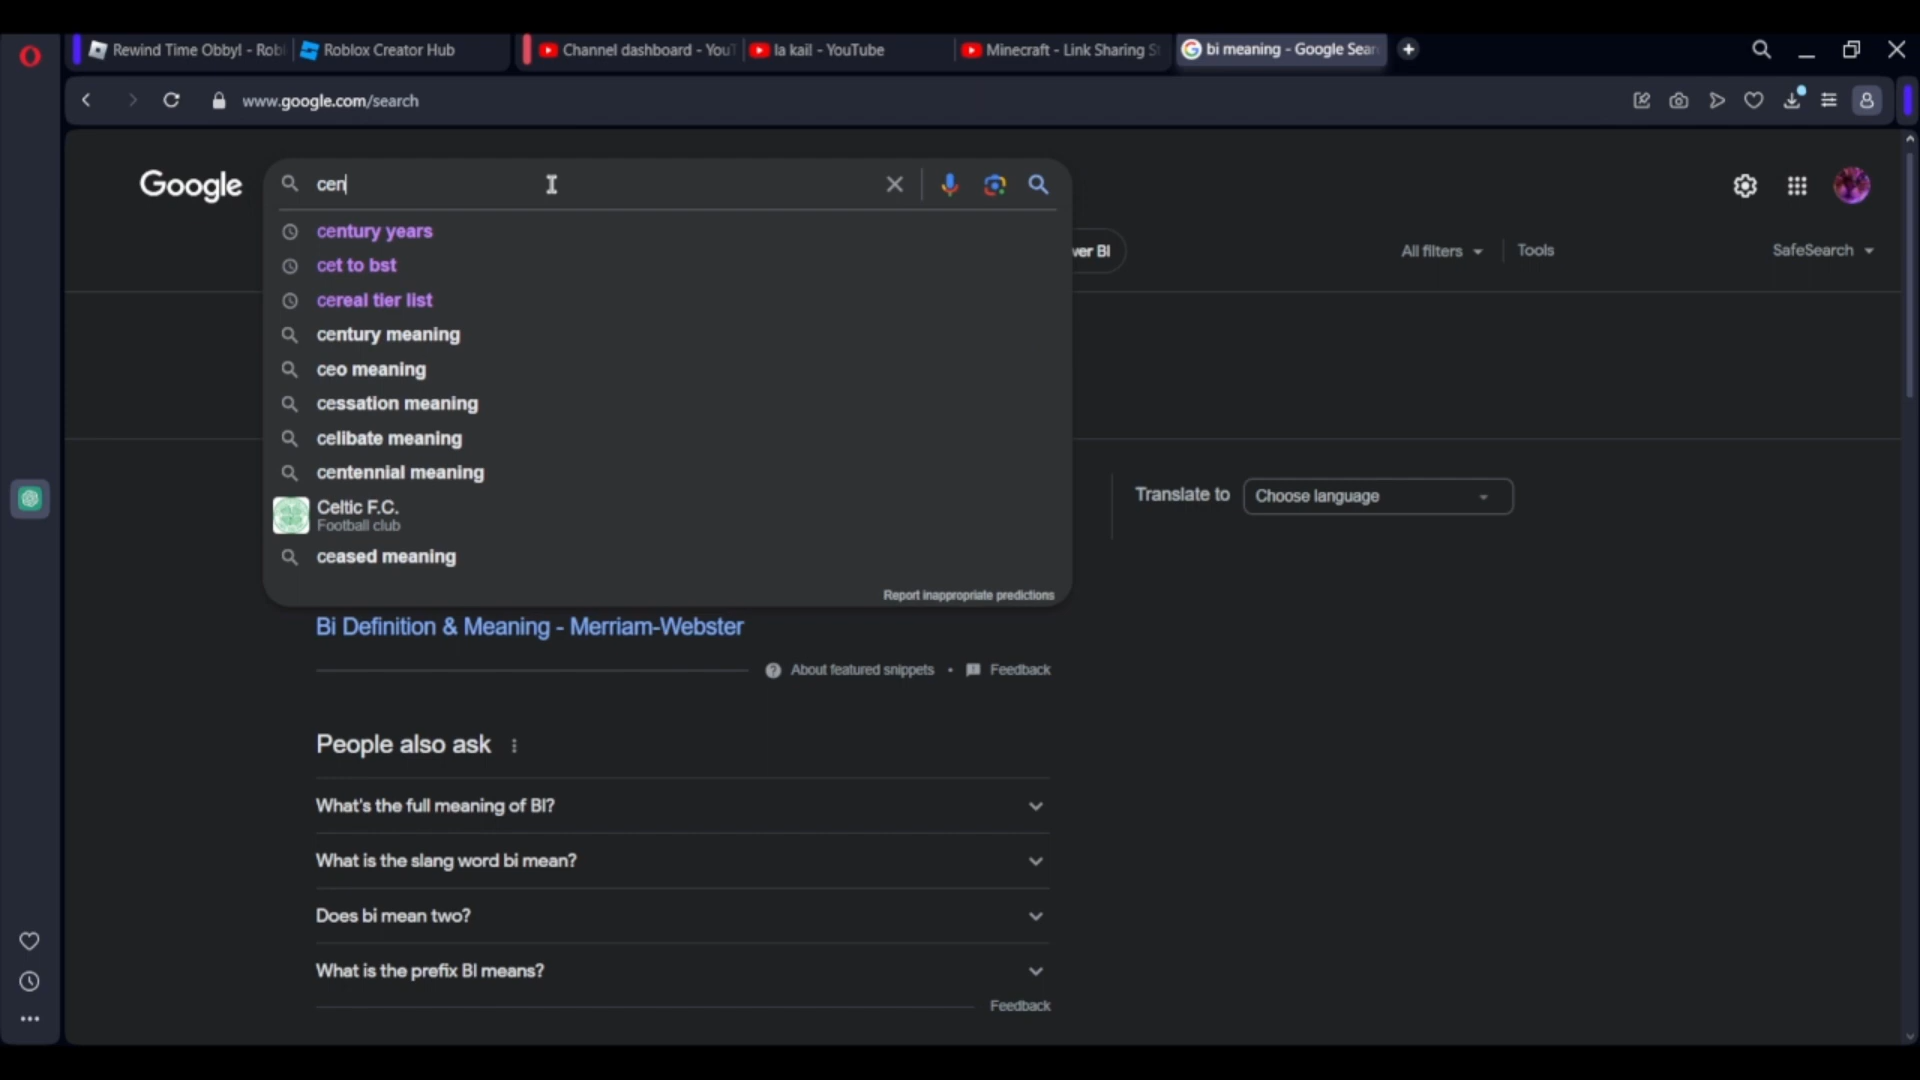 Rewind Time Obby! - Robl
Roblox Creator Hub
Channel dashboard - YouT
la kail - YouTube
Minecraft - Link Sharing S
bi meaning - Google Sear
www.google.com/search
Google
cen
century years
cet to bst
cereal tier list
century meaning
ceo meaning
cessation meaning
celibate meaning
centennial meaning
Celtic F.C.
Football club
ceased meaning
Report inappropriate predictions
ver BI
All filters
Tools
SafeSearch
Translate to
Choose language
Bi Definition & Meaning - Merriam-Webster
About featured snippets • Feedback
People also ask
What's the full meaning of BI?
What is the slang word bi mean?
Does bi mean two?
What is the prefix BI means?
Feedback